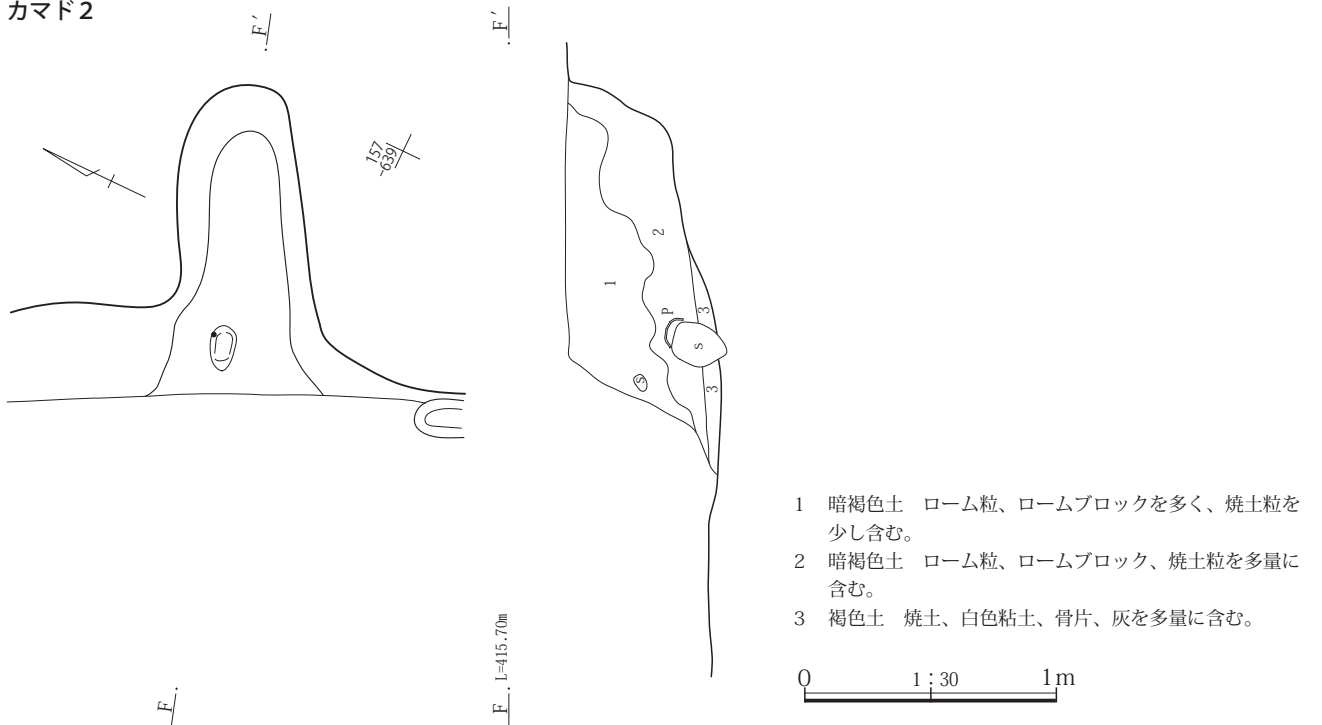 カマド２
F′
F′
157
-639
1
2
P
3
s
S
3
F
F
L=415.70m
1　暗褐色土　ローム粒、ロームブロックを多く、焼土粒を
少し含む。
2　暗褐色土　ローム粒、ロームブロック、焼土粒を多量に
含む。
3　褐色土　焼土、白色粘土、骨片、灰を多量に含む。
0　1：30　1m